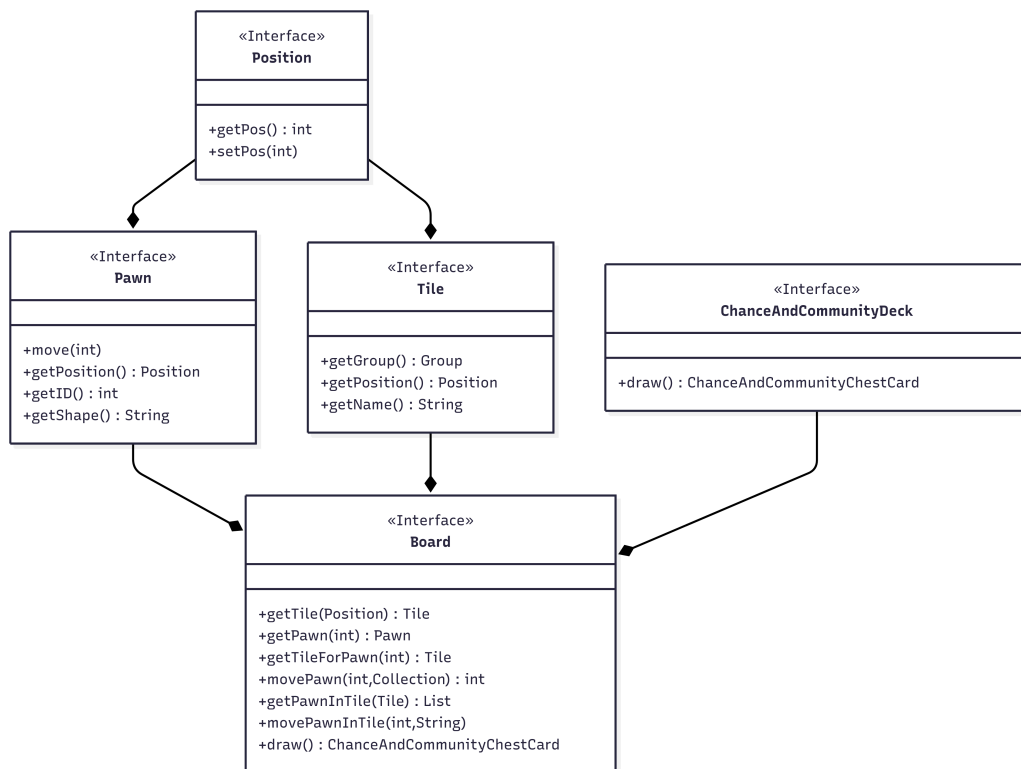 «Interface»
Position
+getPos() : int
+setPos(int)
«Interface»
Pawn
+move(int)
+getPosition() : Position
+getID() : int
+getShape() : String
«Interface»
Tile
+getGroup() : Group
+getPosition() : Position
+getName() : String
«Interface»
ChanceAndCommunityDeck
+draw() : ChanceAndCommunityChestCard
«Interface»
Board
+getTile(Position) : Tile
+getPawn(int) : Pawn
+getTileForPawn(int) : Tile
+movePawn(int,Collection) : int
+getPawnInTile(Tile) : List
+movePawnInTile(int,String)
+draw() : ChanceAndCommunityChestCard